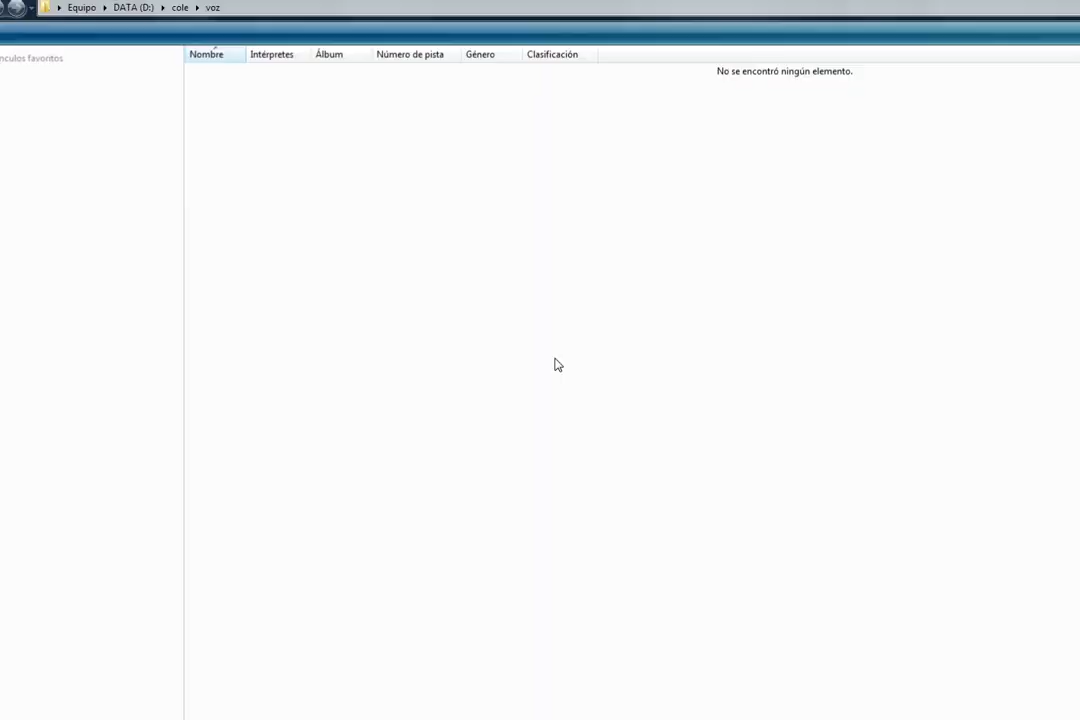 Equipo DATA (D:) cole voz
nculos favoritos
Nombre Intérpretes Álbum Número de pista Género Clasificación
No se encontró ningún elemento.